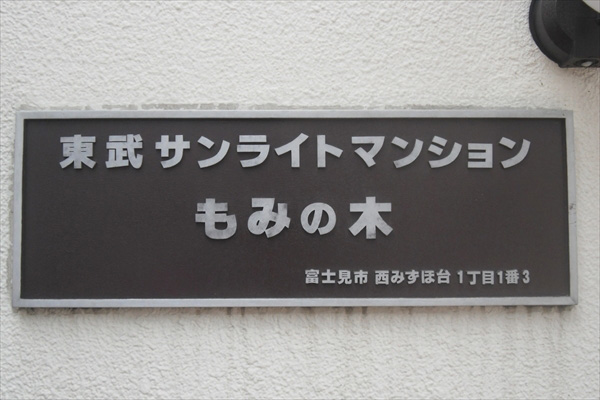 東武サンライトマンション
もみの木
富士見市 西みずほ台 1丁目1番3